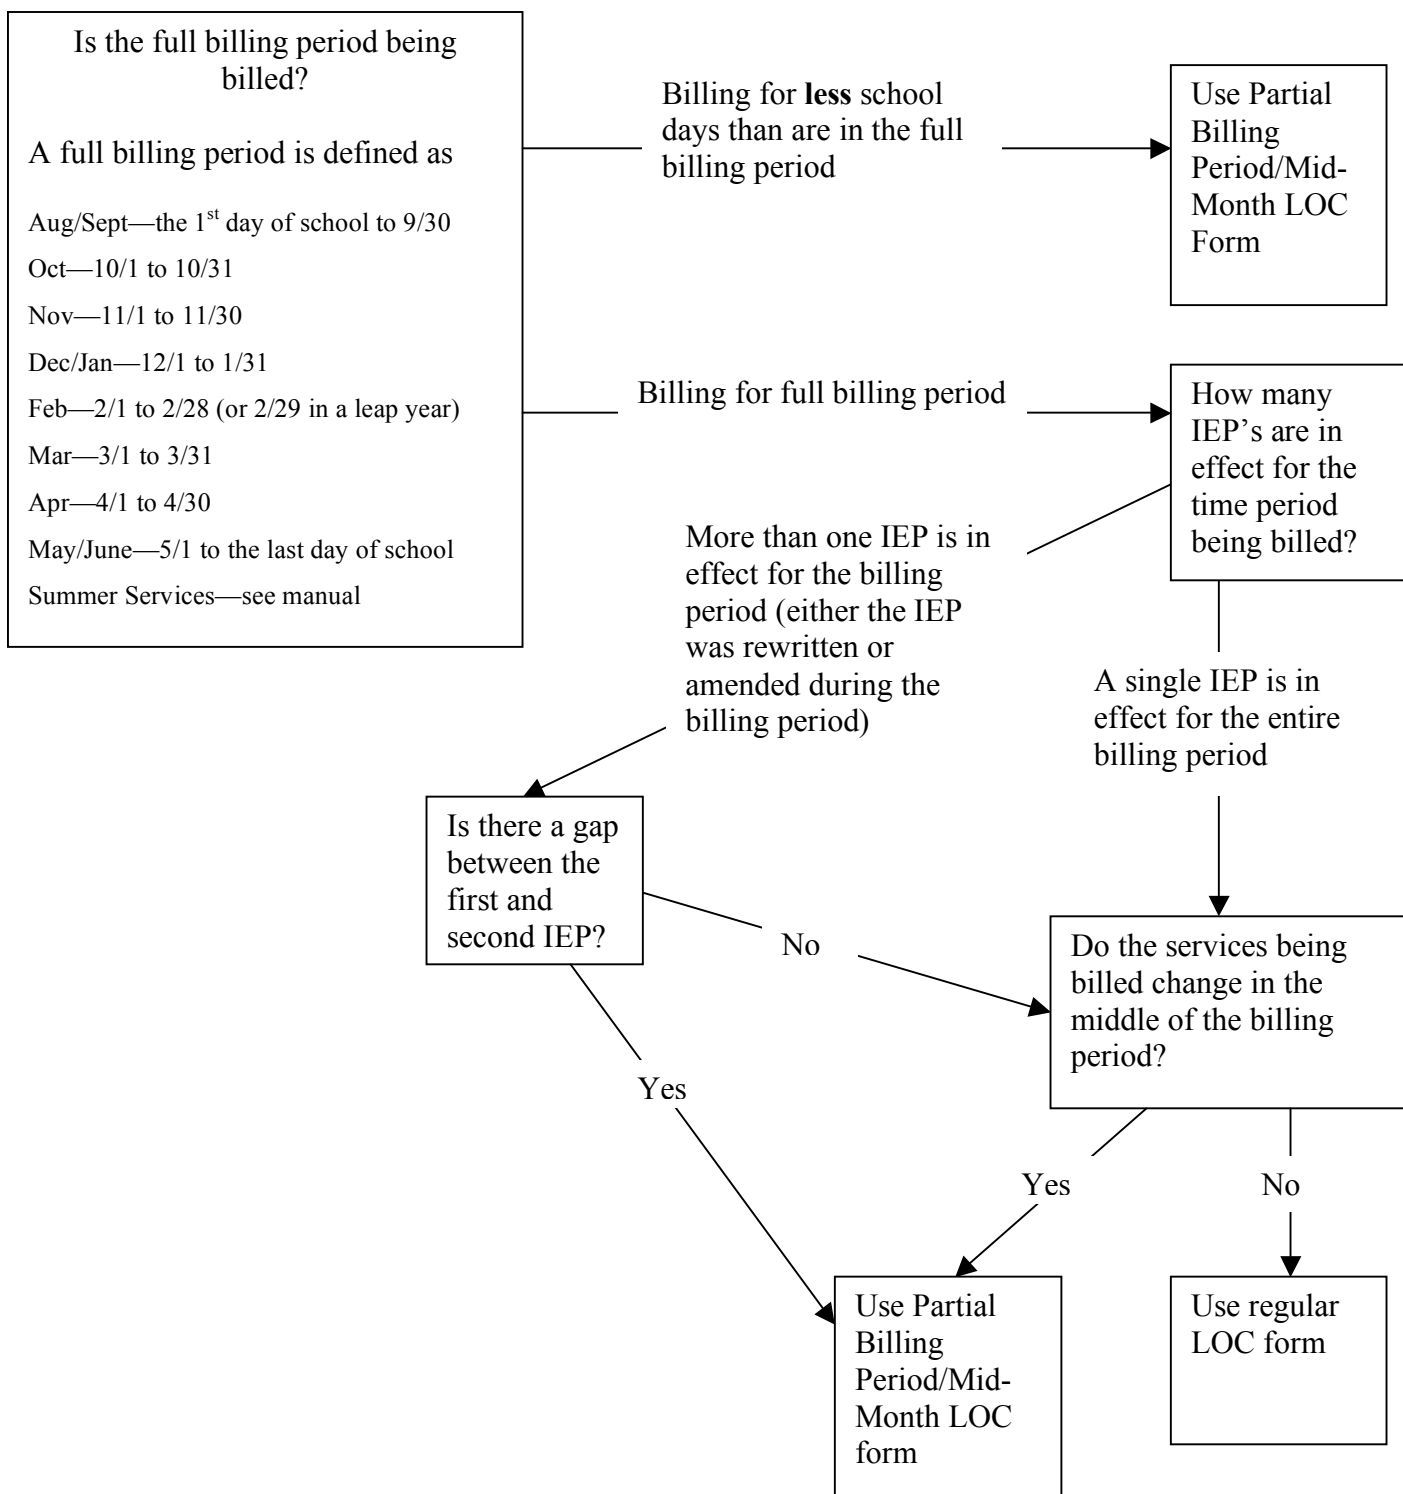 Is the full billing period being
billed?
A full billing period is defined as
Aug/Sept—the 1st day of school to 9/30
Oct—10/1 to 10/31
Nov—11/1 to 11/30
Dec/Jan—12/1 to 1/31
Feb—2/1 to 2/28 (or 2/29 in a leap year)
Mar—3/1 to 3/31
Apr—4/1 to 4/30
May/June—5/1 to the last day of school
Summer Services—see manual
Billing for less school
days than are in the full
billing period
Use Partial
Billing
Period/Mid-
Month LOC
Form
Billing for full billing period
How many
IEP’s are in
effect for the
time period
being billed?
More than one IEP is in
effect for the billing
period (either the IEP
was rewritten or
amended during the
billing period)
A single IEP is in
effect for the entire
billing period
Is there a gap
between the
first and
second IEP?
No
Do the services being
billed change in the
middle of the billing
period?
Yes
Yes
No
Use Partial
Billing
Period/Mid-
Month LOC
form
Use regular
LOC form